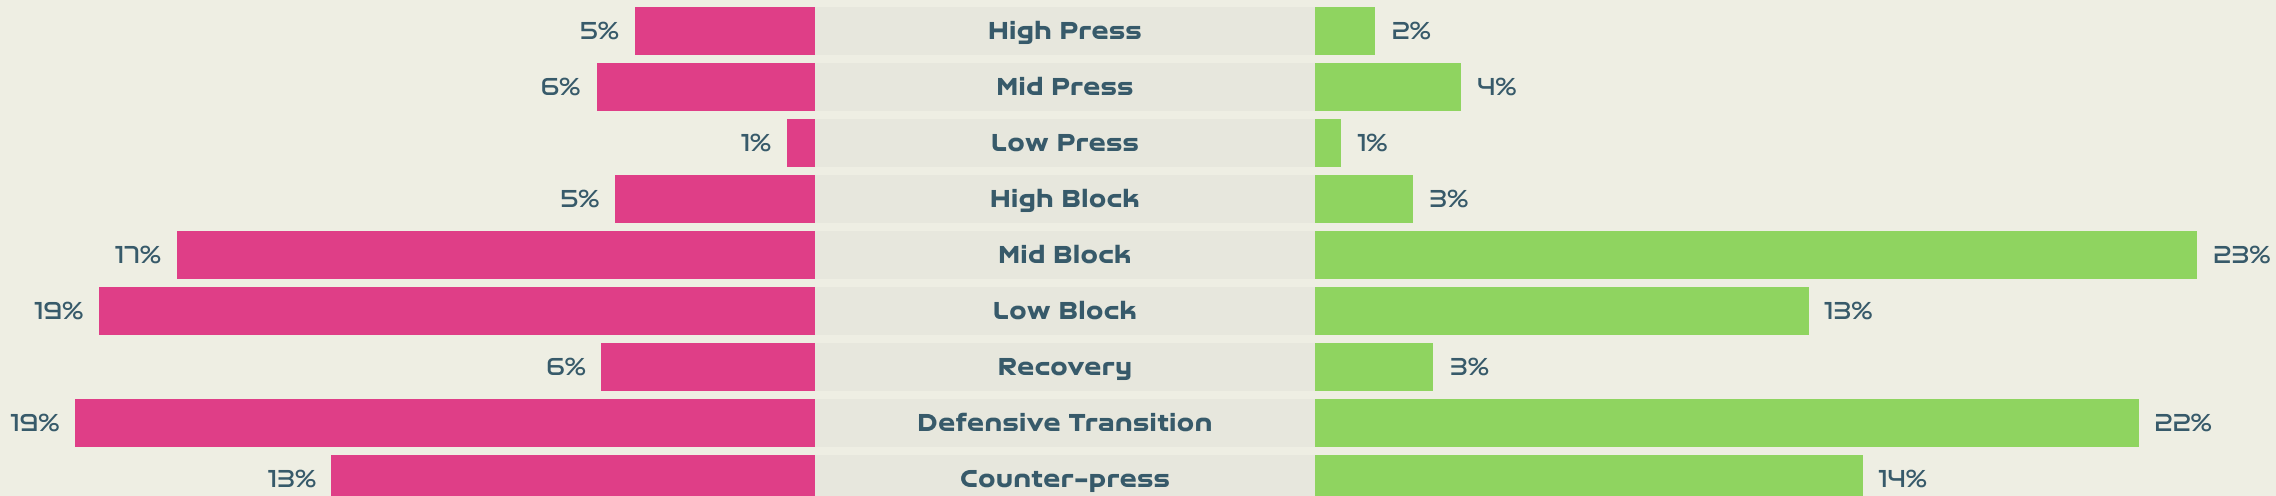 5% High Press 2%
6% Mid Press 4%
1% Low Press 1%
5% High Block 3%
17% Mid Block 23%
19% Low Block 13%
6% Recovery 3%
19% Defensive Transition 22%
13% Counter-press 14%